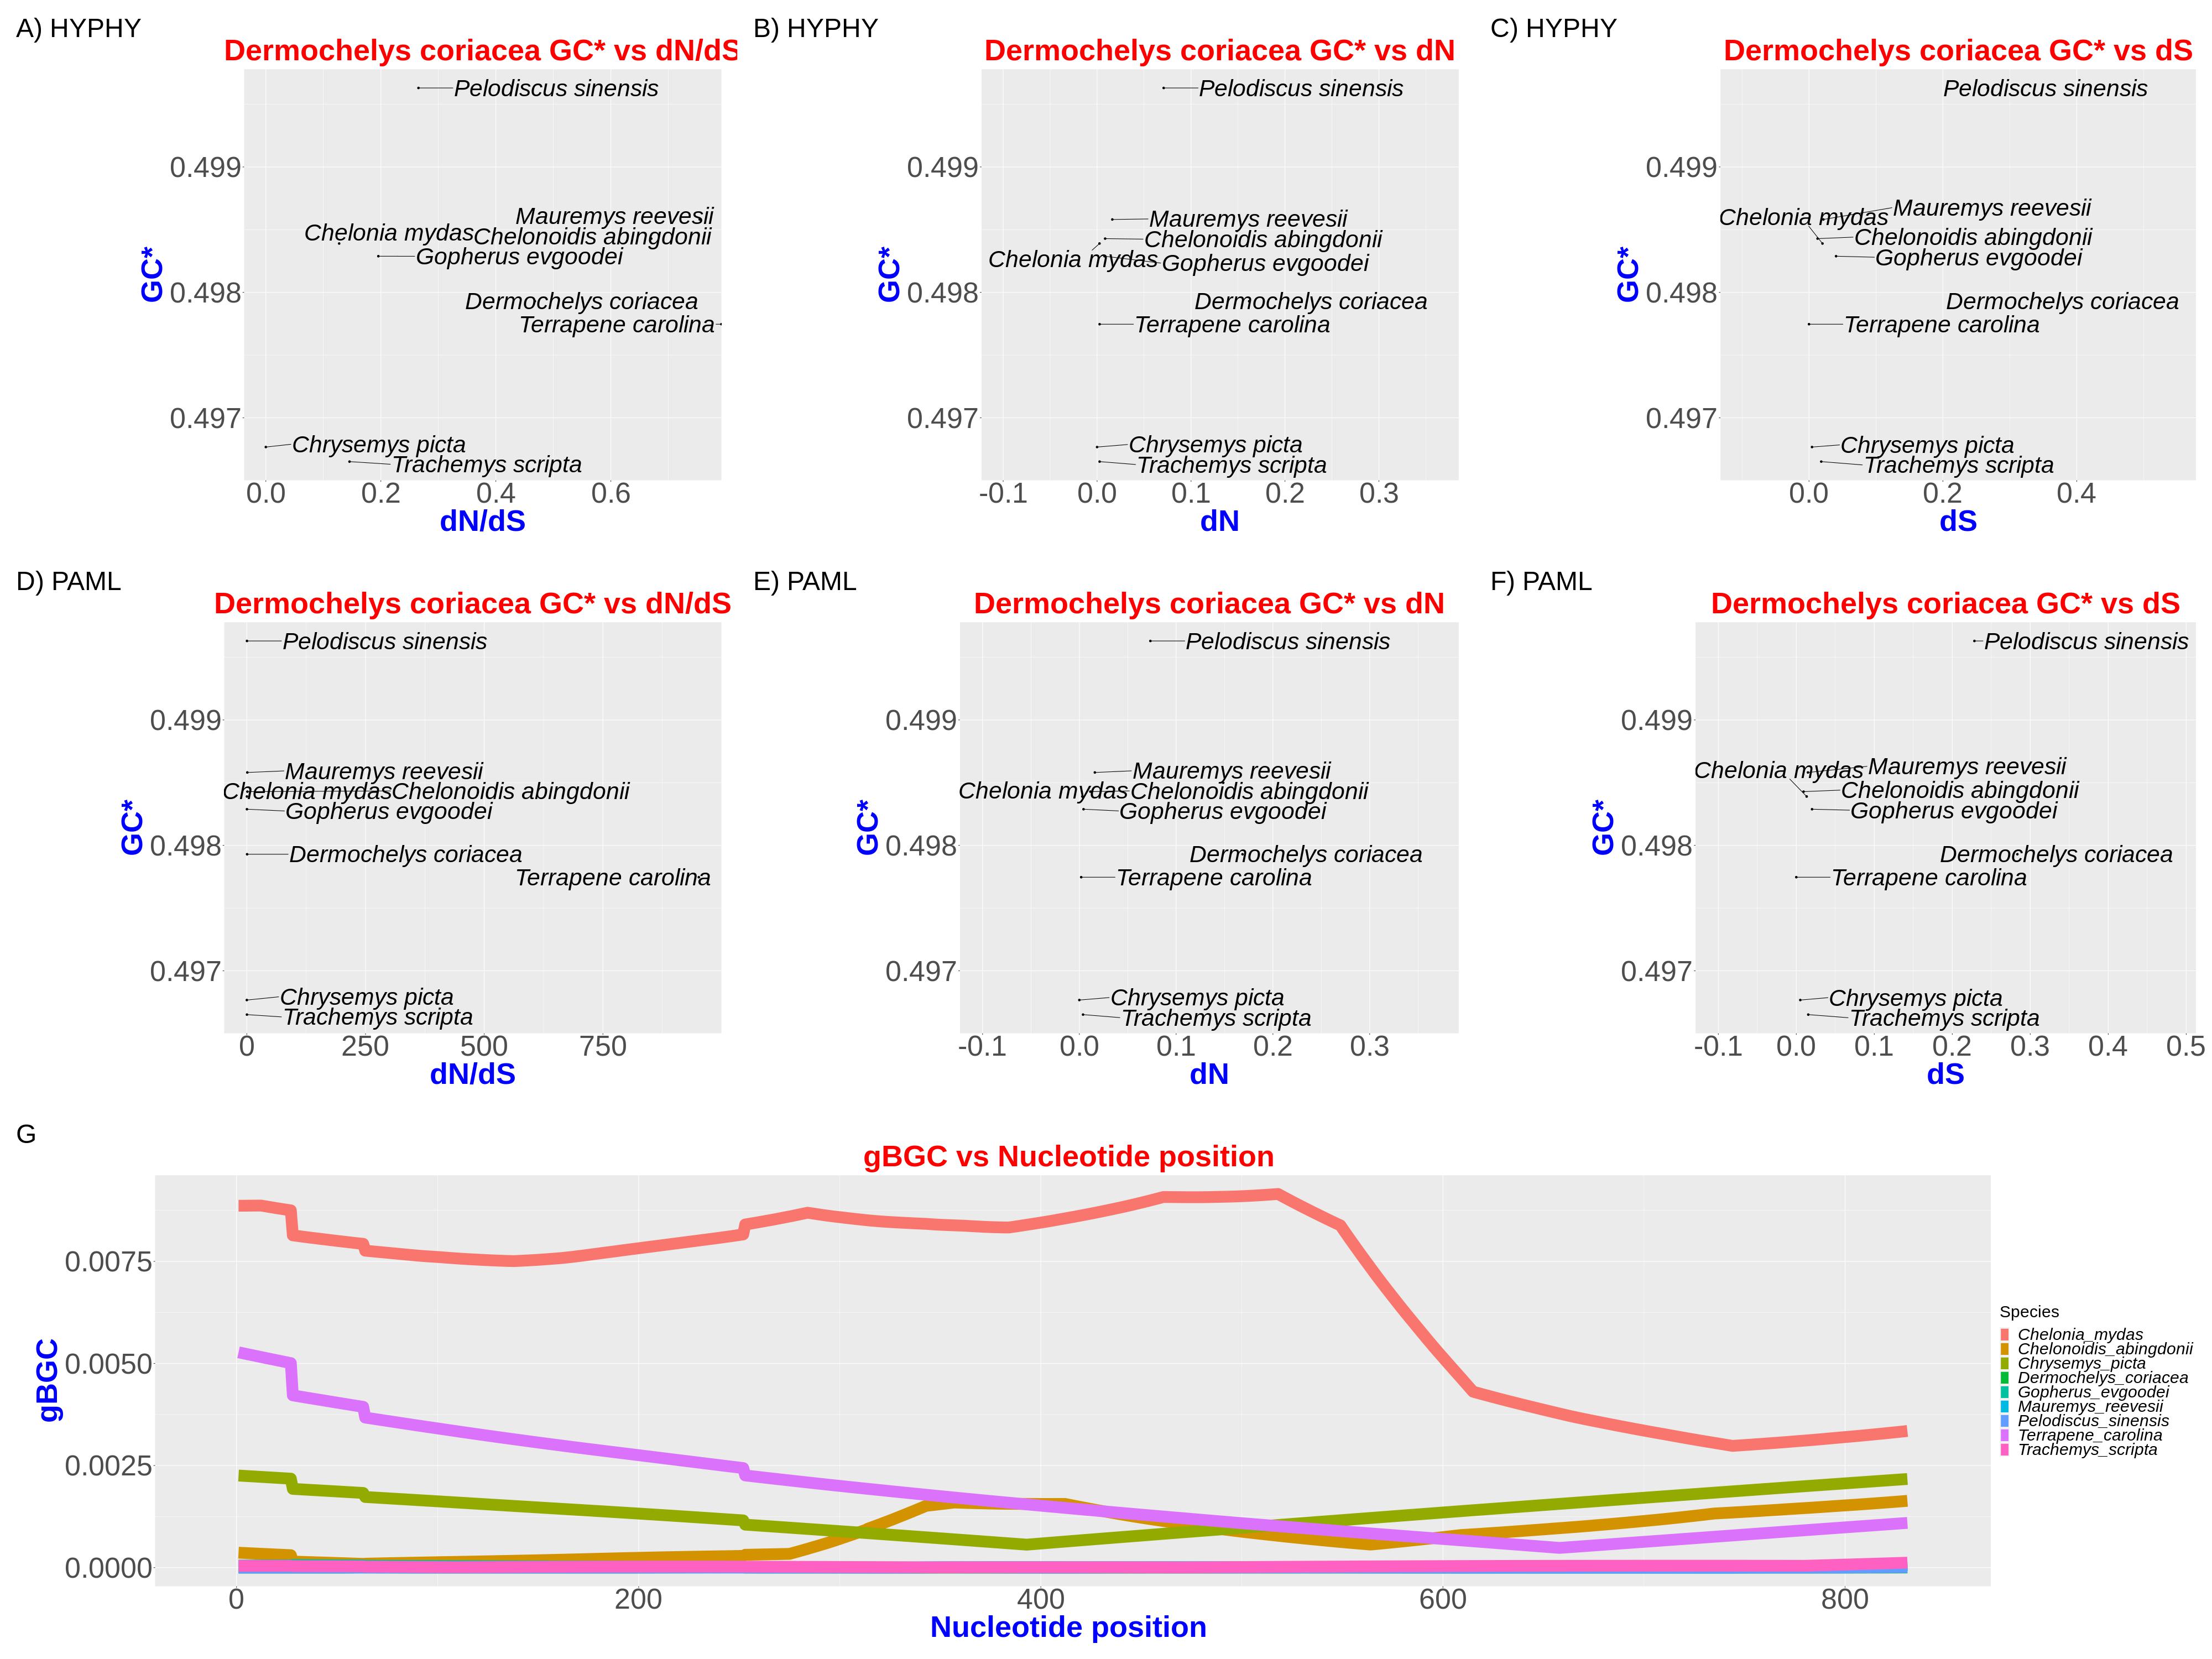 A) HYPHY
Dermochelys coriacea GC* vs dN/dS
Pelodiscus sinensis
0.499
Mauremys reevesii
Chelonia mydas
Chelonoidis abingdonii
Gopherus evgoodei
GC*
0.498
Dermochelys coriacea
Terrapene carolina
0.497
Chrysemys picta
Trachemys scripta
0.0 0.2 0.4 0.6
dN/dS
B) HYPHY
Dermochelys coriacea GC* vs dN
Pelodiscus sinensis
0.499
Mauremys reevesii
Chelonoidis abingdonii
Chelonia mydas
Gopherus evgoodei
GC*
0.498
Dermochelys coriacea
Terrapene carolina
0.497
Chrysemys picta
Trachemys scripta
-0.1 0.0 0.1 0.2 0.3
dN
C) HYPHY
Dermochelys coriacea GC* vs dS
Pelodiscus sinensis
0.499
Mauremys reevesii
Chelonia mydas
Chelonoidis abingdonii
Gopherus evgoodei
GC*
0.498
Dermochelys coriacea
Terrapene carolina
0.497
Chrysemys picta
Trachemys scripta
0.0 0.2 0.4
dS
D) PAML
Dermochelys coriacea GC* vs dN/dS
Pelodiscus sinensis
0.499
Mauremys reevesii
Chelonia mydas
Chelonoidis abingdonii
Gopherus evgoodei
GC*
0.498
Dermochelys coriacea
Terrapene carolina
0.497
Chrysemys picta
Trachemys scripta
0 250 500 750
dN/dS
E) PAML
Dermochelys coriacea GC* vs dN
Pelodiscus sinensis
0.499
Mauremys reevesii
Chelonia mydas
Chelonoidis abingdonii
Gopherus evgoodei
GC*
0.498
Dermochelys coriacea
Terrapene carolina
0.497
Chrysemys picta
Trachemys scripta
-0.1 0.0 0.1 0.2 0.3
dN
F) PAML
Dermochelys coriacea GC* vs dS
Pelodiscus sinensis
0.499
Mauremys reevesii
Chelonia mydas
Chelonoidis abingdonii
Gopherus evgoodei
GC*
0.498
Dermochelys coriacea
Terrapene carolina
0.497
Chrysemys picta
Trachemys scripta
-0.1 0.0 0.1 0.2 0.3 0.4 0.5
dS
G
gBGC vs Nucleotide position
gBGC
0.0075
0.0050
0.0025
0.0000
0 200 400 600 800
Nucleotide position
Species
Chelonia_mydas
Chelonoidis_abingdonii
Chrysemys_picta
Dermochelys_coriacea
Gopherus_evgoodei
Mauremys_reevesii
Pelodiscus_sinensis
Terrapene_carolina
Trachemys_scripta